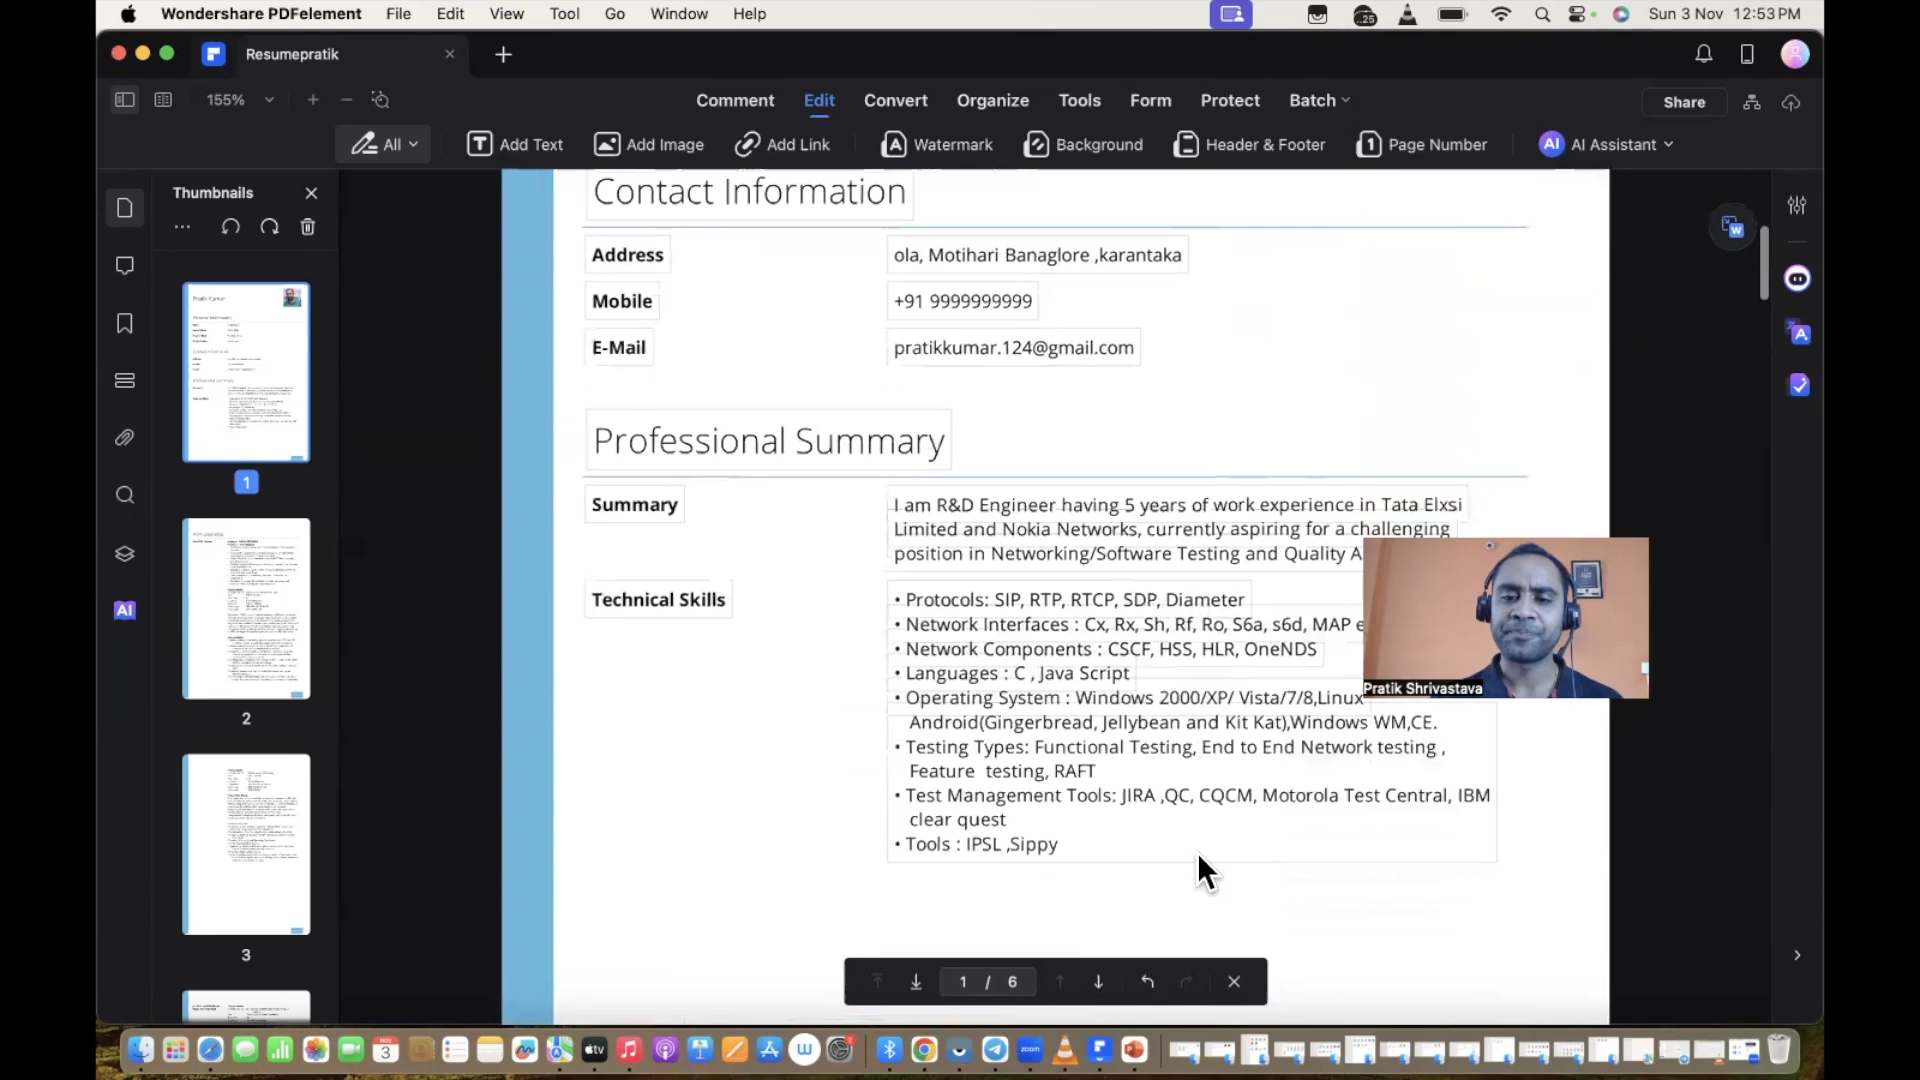 Wondershare PDFelement File Edit View Tool Go Window Help
.25
Sun 3 Nov 12:53 PM
Resumepratik
155%
Comment Edit Convert Organize Tools Form Protect Batch
Share
All Add Text Add Image Add Link Watermark Background Header & Footer Page Number AI Assistant
Thumbnails
1
2
3
Contact Information
Address ola, Motihari Banaglore ,karantaka
Mobile +91 9999999999
E-Mail pratikkumar.124@gmail.com
Professional Summary
Summary I am R&D Engineer having 5 years of work experience in Tata Elxsi
Limited and Nokia Networks, currently aspiring for a challenging
position in Networking/Software Testing and Quality A
Technical Skills • Protocols: SIP, RTP, RTCP, SDP, Diameter
• Network Interfaces : Cx, Rx, Sh, Rf, Ro, S6a, s6d, MAP e
• Network Components : CSCF, HSS, HLR, OneNDS
• Languages : C , Java Script
• Operating System : Windows 2000/XP/ Vista/7/8,Linux
Android(Gingerbread, Jellybean and Kit Kat),Windows WM,CE.
• Testing Types: Functional Testing, End to End Network testing ,
Feature testing, RAFT
• Test Management Tools: JIRA ,QC, CQCM, Motorola Test Central, IBM
clear quest
• Tools : IPSL ,Sippy
Pratik Shrivastava
1 / 6
AI
NOV
3
tv
zoom